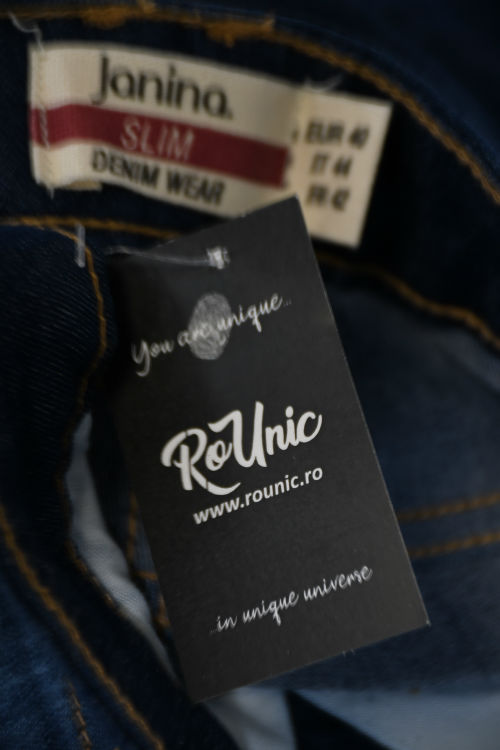 Janina.
SLIM
DENIM WEAR
EUR 40
IT 44
FR 42
You are unique...
RoUnic
www.rounic.ro
...in unique universe